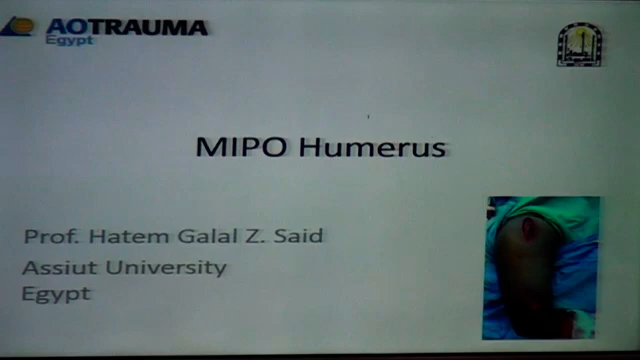 AOTRAUMA
Egypt
MIPO Humerus
Prof. Hatem Galal Z. Said
Assiut University
Egypt